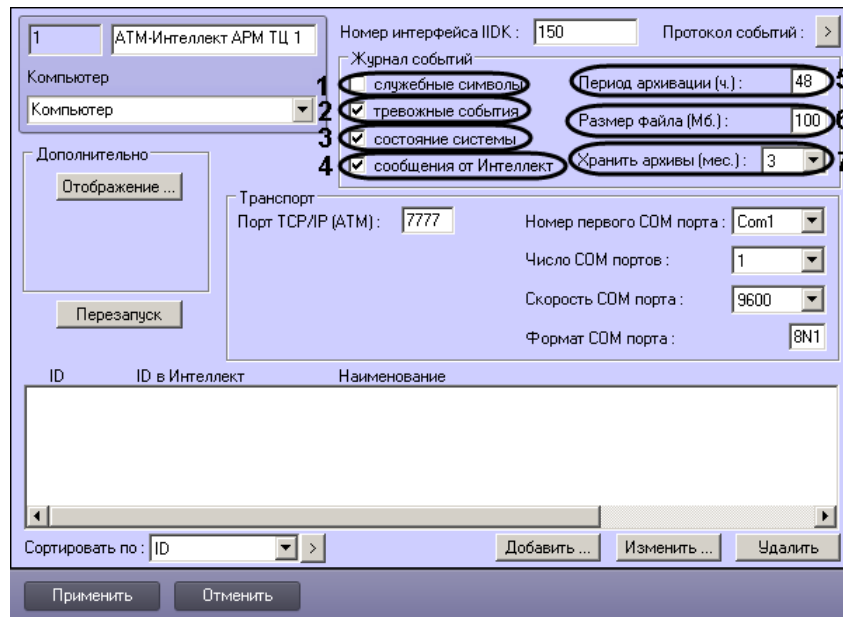 1 АТМ-Интеллект АРМ ТЦ 1
Номер интерфейса IIDK : 150 Протокол событий : >
Компьютер
Компьютер
Журнал событий
1 служебные символы Период архивации (ч.) : 48 5
2 тревожные события Размер файла (Мб.) : 100 6
3 состояние системы
4 сообщения от Интеллект Хранить архивы (мес.) : 3 7
Дополнительно
Отображение ...
Перезапуск
Транспорт
Порт TCP/IP (ATM) : 7777 Номер первого COM порта : Com1
Число COM портов : 1
Скорость COM порта : 9600
Формат COM порта : 8N1
ID ID в Интеллект Наименование
Сортировать по : ID > Добавить ... Изменить ... Удалить
Применить Отменить